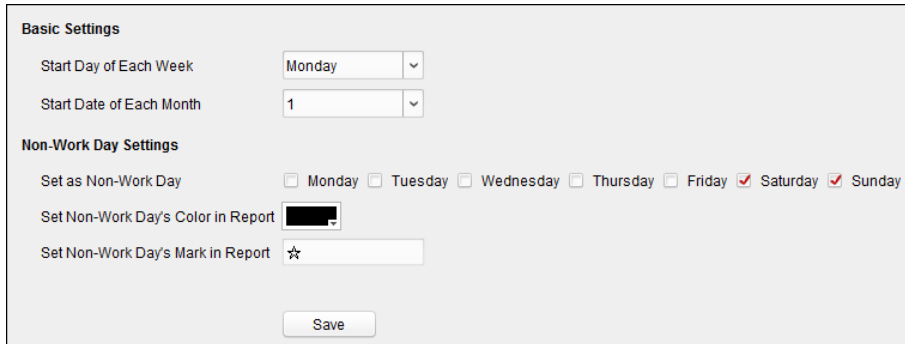 Basic Settings
Start Day of Each Week Monday
Start Date of Each Month 1
Non-Work Day Settings
Set as Non-Work Day Monday Tuesday Wednesday Thursday Friday Saturday Sunday
Set Non-Work Day's Color in Report
Set Non-Work Day's Mark in Report ☆
Save